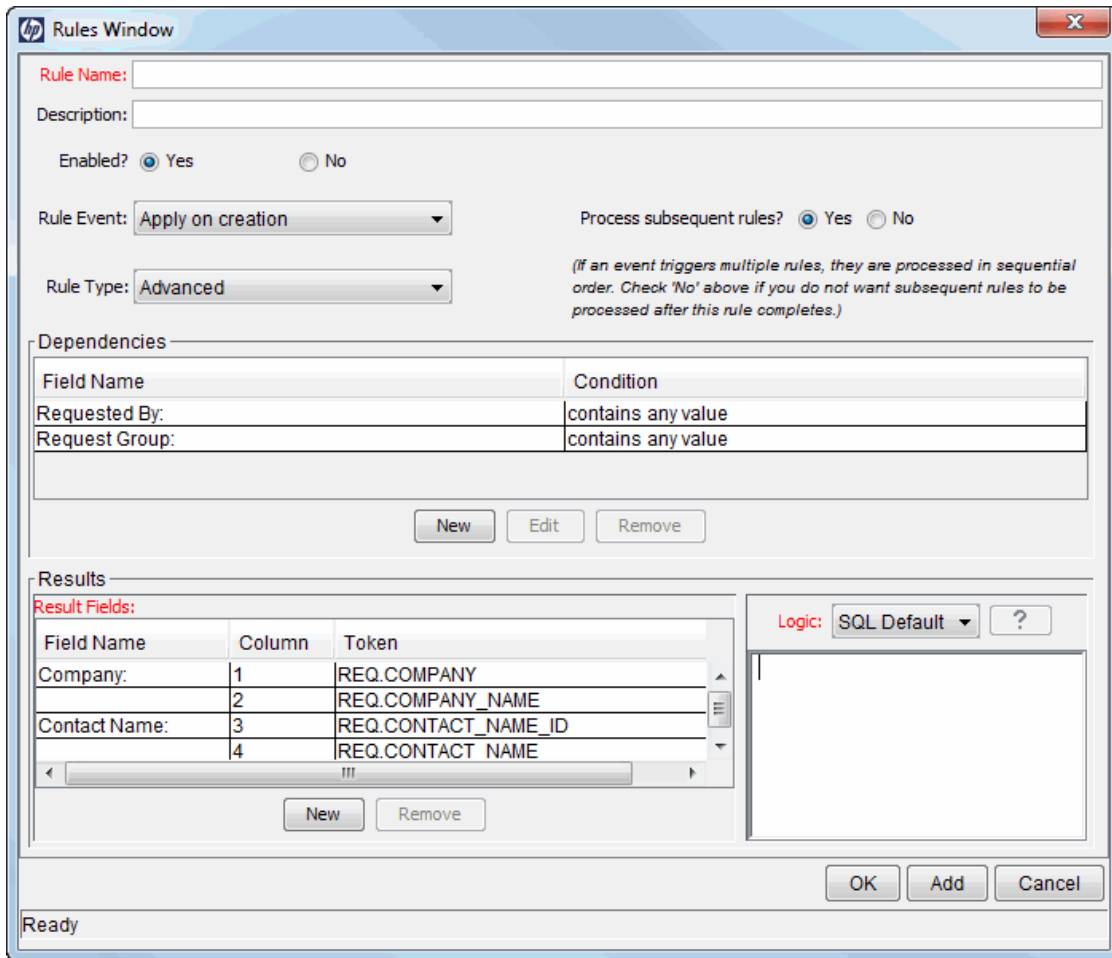 hp Rules Window
Rule Name:
Description:
Enabled? Yes No
Rule Event: Apply on creation
Process subsequent rules? Yes No
Rule Type: Advanced
(If an event triggers multiple rules, they are processed in sequential
order. Check 'No' above if you do not want subsequent rules to be
processed after this rule completes.)
Dependencies
Field Name Condition
Requested By: contains any value
Request Group: contains any value
New Edit Remove
Results
Result Fields:
Field Name Column Token
Company: 1 REQ.COMPANY
2 REQ.COMPANY_NAME
Contact Name: 3 REQ.CONTACT_NAME_ID
4 REQ.CONTACT_NAME
New Remove
Logic: SQL Default ?
OK Add Cancel
Ready